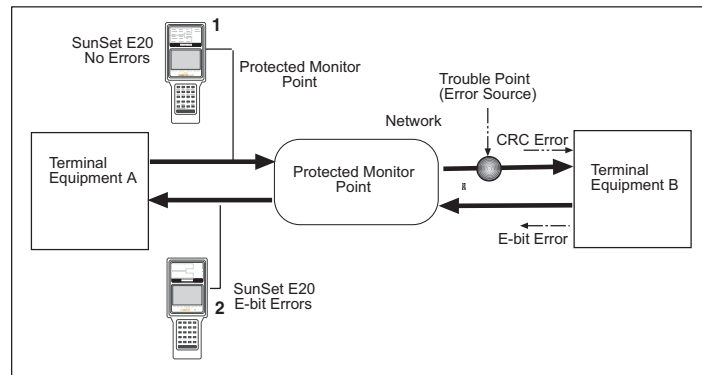 1
SunSet E20
No Errors
Protected Monitor
Point
Trouble Point
(Error Source)
Network
CRC Error
Terminal
Equipment A
Protected Monitor
Point
Terminal
Equipment B
E-bit Error
SunSet E20
E-bit Errors
2